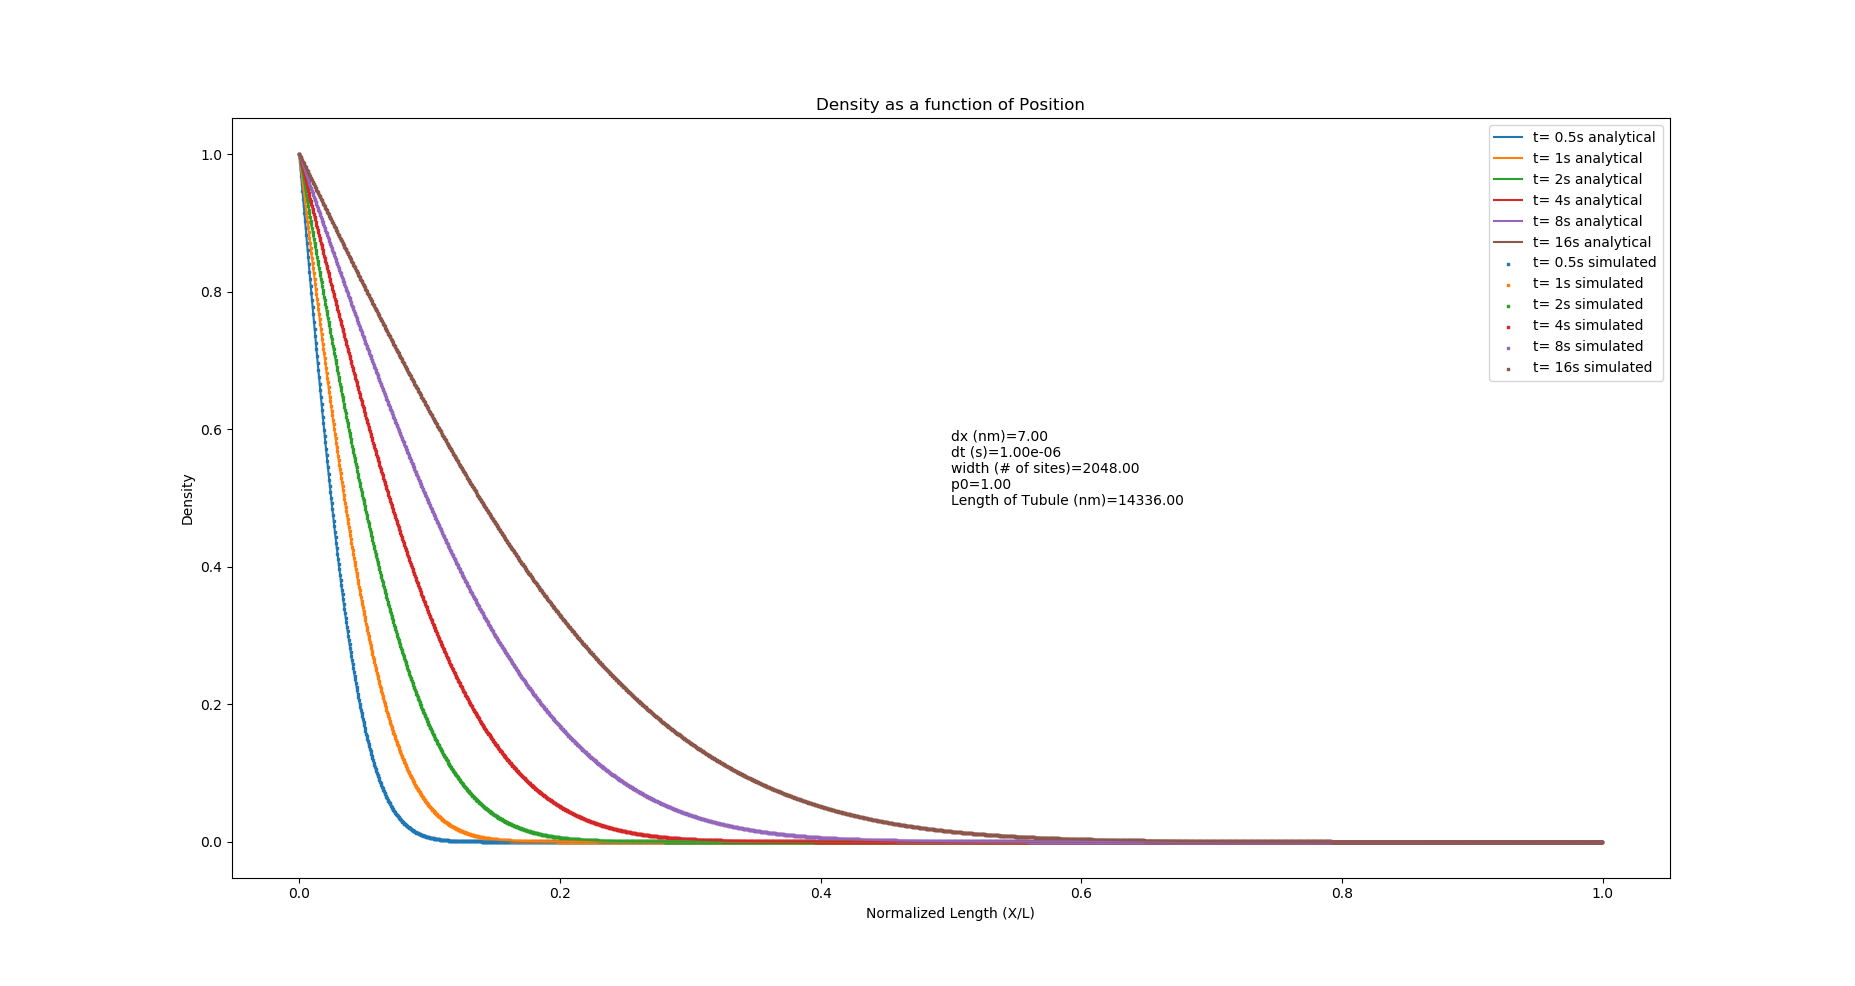 Density as a function of Position
t= 0.5s analytical
t= 1s analytical
t= 2s analytical
t= 4s analytical
t= 8s analytical
t= 16s analytical
t= 0.5s simulated
t= 1s simulated
t= 2s simulated
t= 4s simulated
t= 8s simulated
t= 16s simulated
1.0
0.8
0.6
0.4
0.2
0.0
Density
dx (nm)=7.00
dt (s)=1.00e-06
width (# of sites)=2048.00
p0=1.00
Length of Tubule (nm)=14336.00
0.0 0.2 0.4 0.6 0.8 1.0
Normalized Length (X/L)